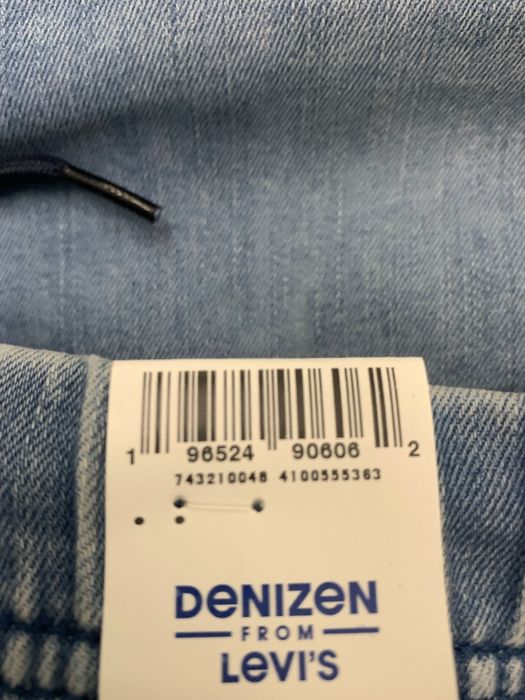 1 96524 90606 2
743210048 4100555363
DENIZEN
FROM
LEVI'S